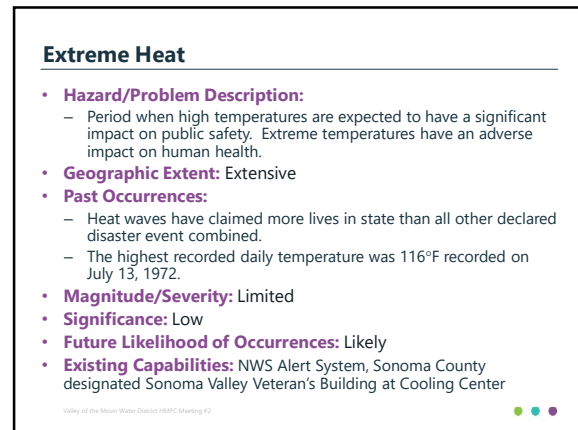 Extreme Heat
• Hazard/Problem Description:
– Period when high temperatures are expected to have a significant
impact on public safety. Extreme temperatures have an adverse
impact on human health.
• Geographic Extent: Extensive
• Past Occurrences:
– Heat waves have claimed more lives in state than all other declared
disaster event combined.
– The highest recorded daily temperature was 116°F recorded on
July 13, 1972.
• Magnitude/Severity: Limited
• Significance: Low
• Future Likelihood of Occurrences: Likely
• Existing Capabilities: NWS Alert System, Sonoma County
designated Sonoma Valley Veteran's Building at Cooling Center
Valley of the Moon Water District HMPC Meeting #2